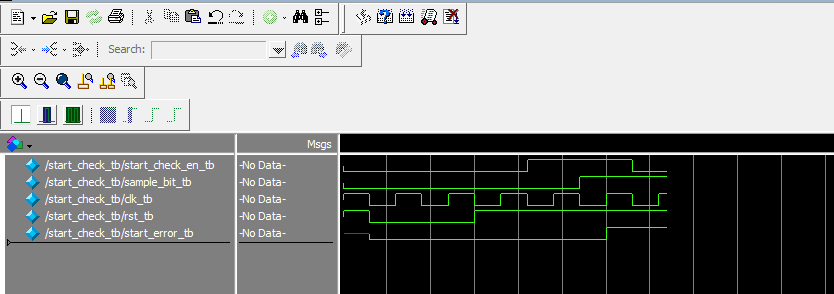 Search:
Msgs
/start_check_tb/start_check_en_tb -No Data-
/start_check_tb/sample_bit_tb -No Data-
/start_check_tb/clk_tb -No Data-
/start_check_tb/rst_tb -No Data-
/start_check_tb/start_error_tb -No Data-